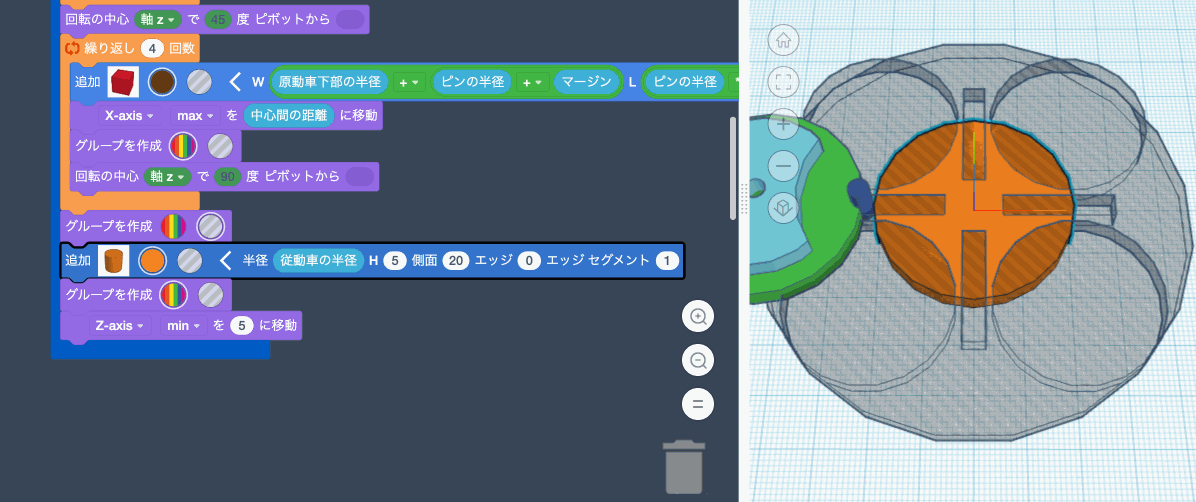 回転の中心 軸 z で 45 度 ピボットから
繰り返し 4 回数
追加 W 原動車下部の半径 + ピンの半径 + マージン L ピンの半径 *
X-axis max を 中心間の距離 に移動
グループを作成
回転の中心 軸 z で 90 度 ピボットから
グループを作成
追加 半径 従動車の半径 H 5 側面 20 エッジ 0 エッジ セグメント 1
グループを作成
Z-axis min を 5 に移動